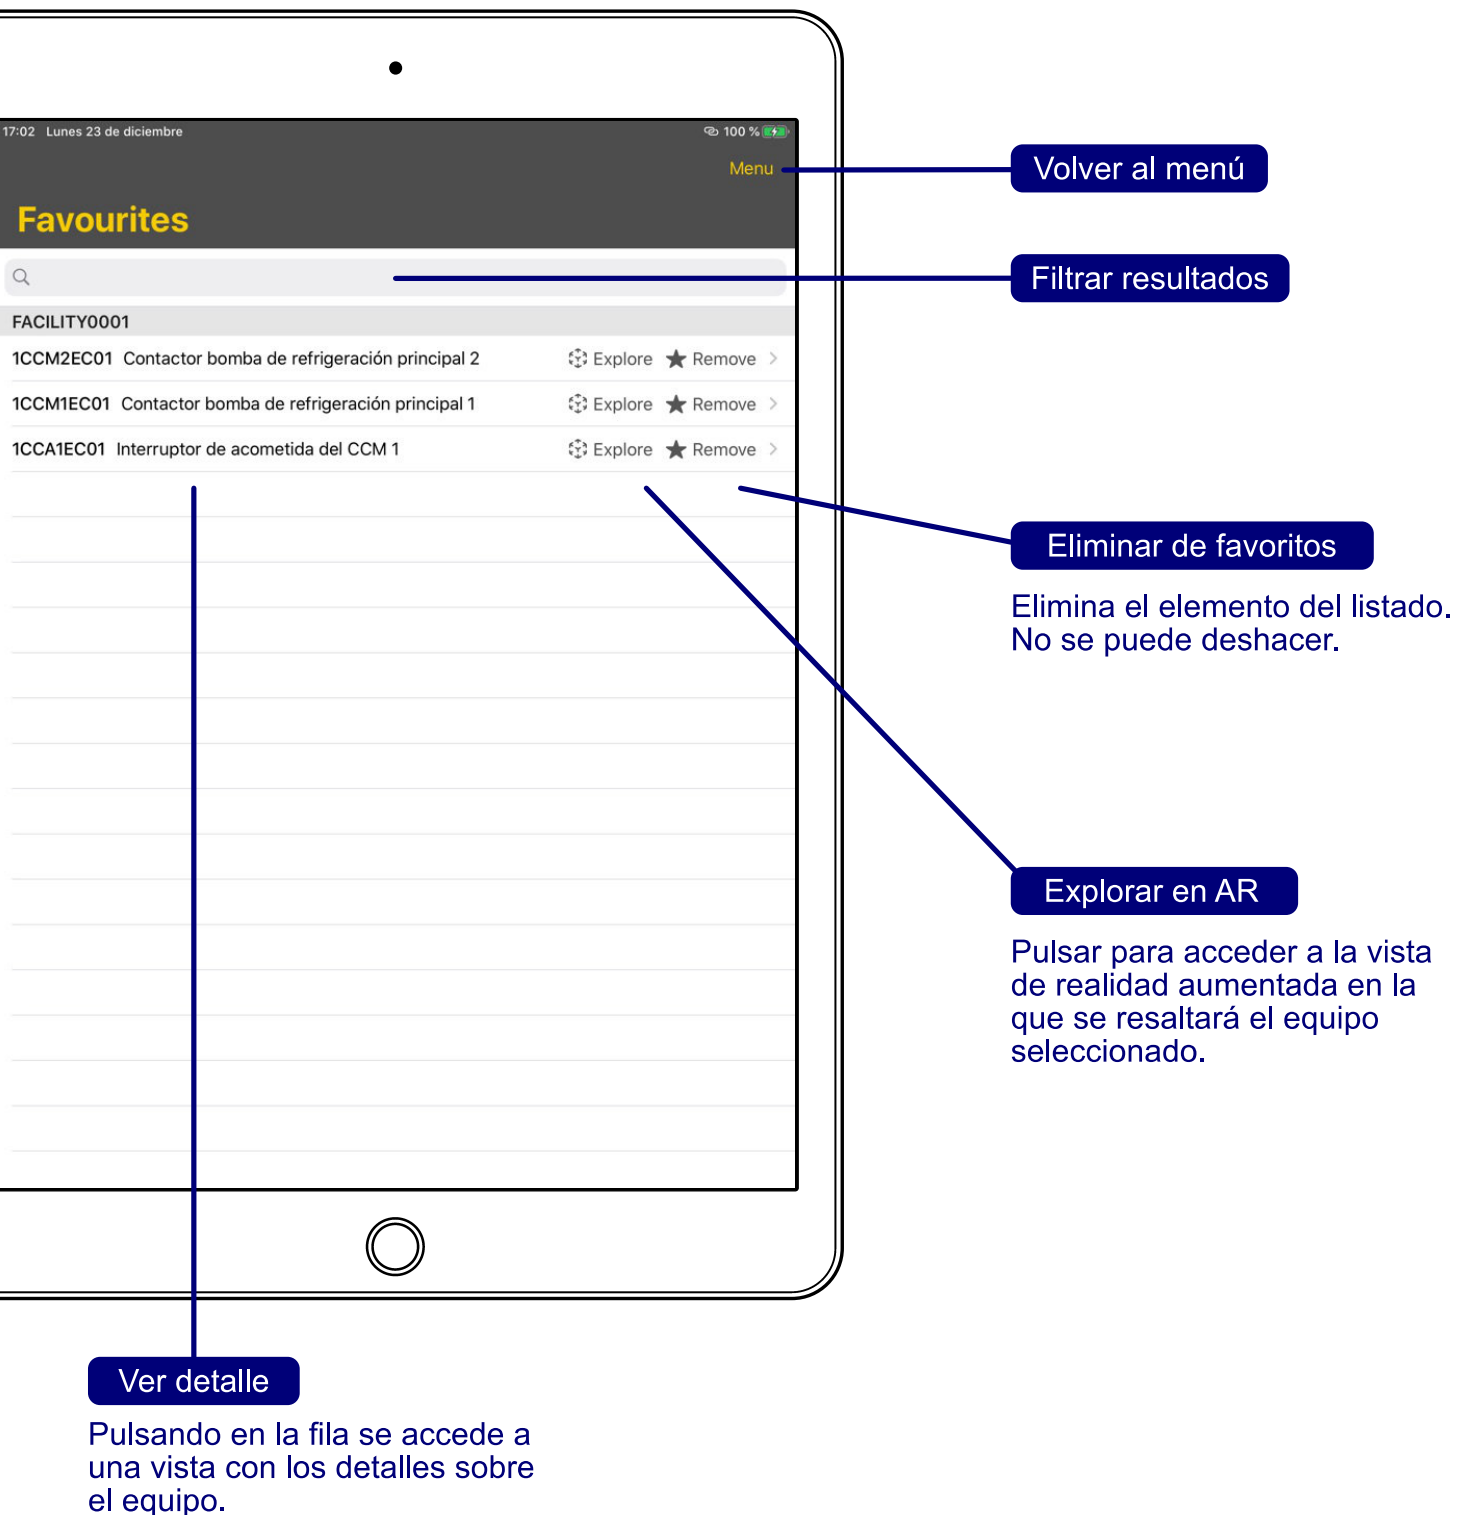 17:02 Lunes 23 de diciembre 100 %
Menu
Volver al menú
Favourites
Filtrar resultados
FACILITY0001
1CCM2EC01 Contactor bomba de refrigeración principal 2 Explore Remove
1CCM1EC01 Contactor bomba de refrigeración principal 1 Explore Remove
1CCA1EC01 Interruptor de acometida del CCM 1 Explore Remove
Eliminar de favoritos
Elimina el elemento del listado.
No se puede deshacer.
Explorar en AR
Pulsar para acceder a la vista
de realidad aumentada en la
que se resaltará el equipo
seleccionado.
Ver detalle
Pulsando en la fila se accede a
una vista con los detalles sobre
el equipo.